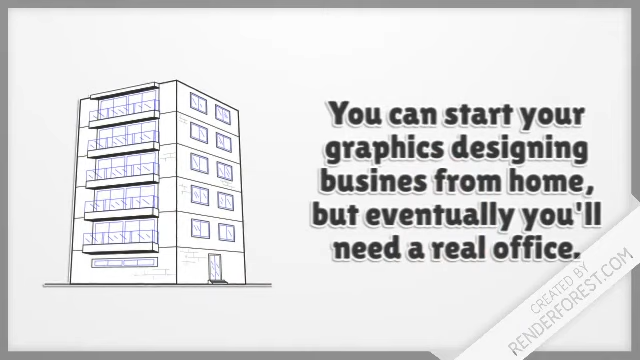 You can start your
graphics designing
busines from home,
but eventually you'll
need a real office.
CREATED BY
RENDERFOREST.COM